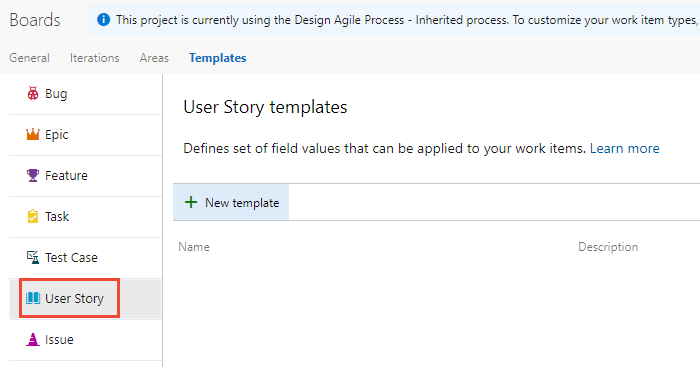 Boards
This project is currently using the Design Agile Process - Inherited process. To customize your work item types,
General Iterations Areas Templates
Bug
Epic
Feature
Task
Test Case
User Story
Issue
User Story templates
Defines set of field values that can be applied to your work items. Learn more
New template
Name Description